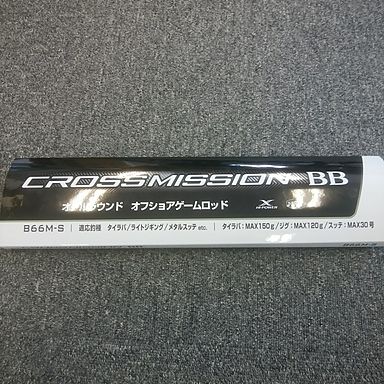 CROSSMISSION BB
オールラウンド オフショアゲームロッド
HI-POWER X
B66M-S 適応釣種 タイラバ/ライトジギング/メタルスッテ etc. タイラバ:MAX150g/ジグ:MAX120g/スッテ:MAX30号
B66M-S